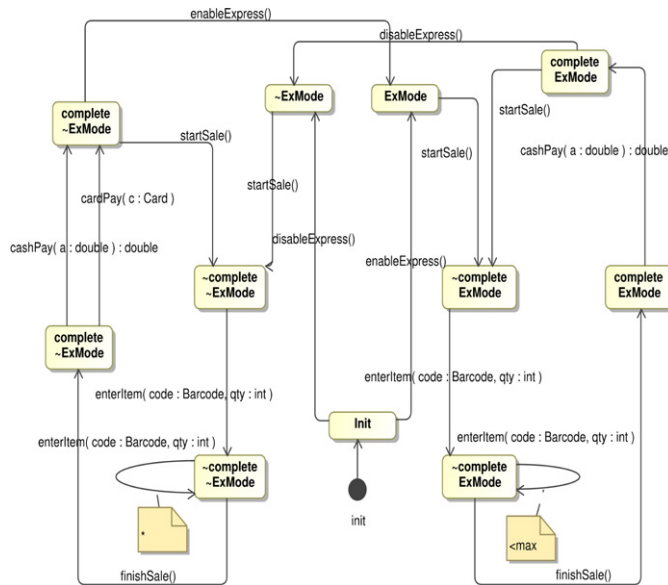 enableExpress()
disableExpress()
complete
ExMode
~ExMode
ExMode
complete
~ExMode
startSale()
startSale()
startSale()
cashPay( a : double ) : double
startSale()
cardPay( c : Card )
disableExpress()
cashPay( a : double ) : double
enableExpress()
~complete
~ExMode
~complete
ExMode
complete
ExMode
complete
~ExMode
enterItem( code : Barcode, qty : int )
enterItem( code : Barcode, qty : int )
Init
enterItem( code : Barcode, qty : int )
enterItem( code : Barcode, qty : int )
~complete
~ExMode
~complete
ExMode
init
*
<max
finishSale()
finishSale()